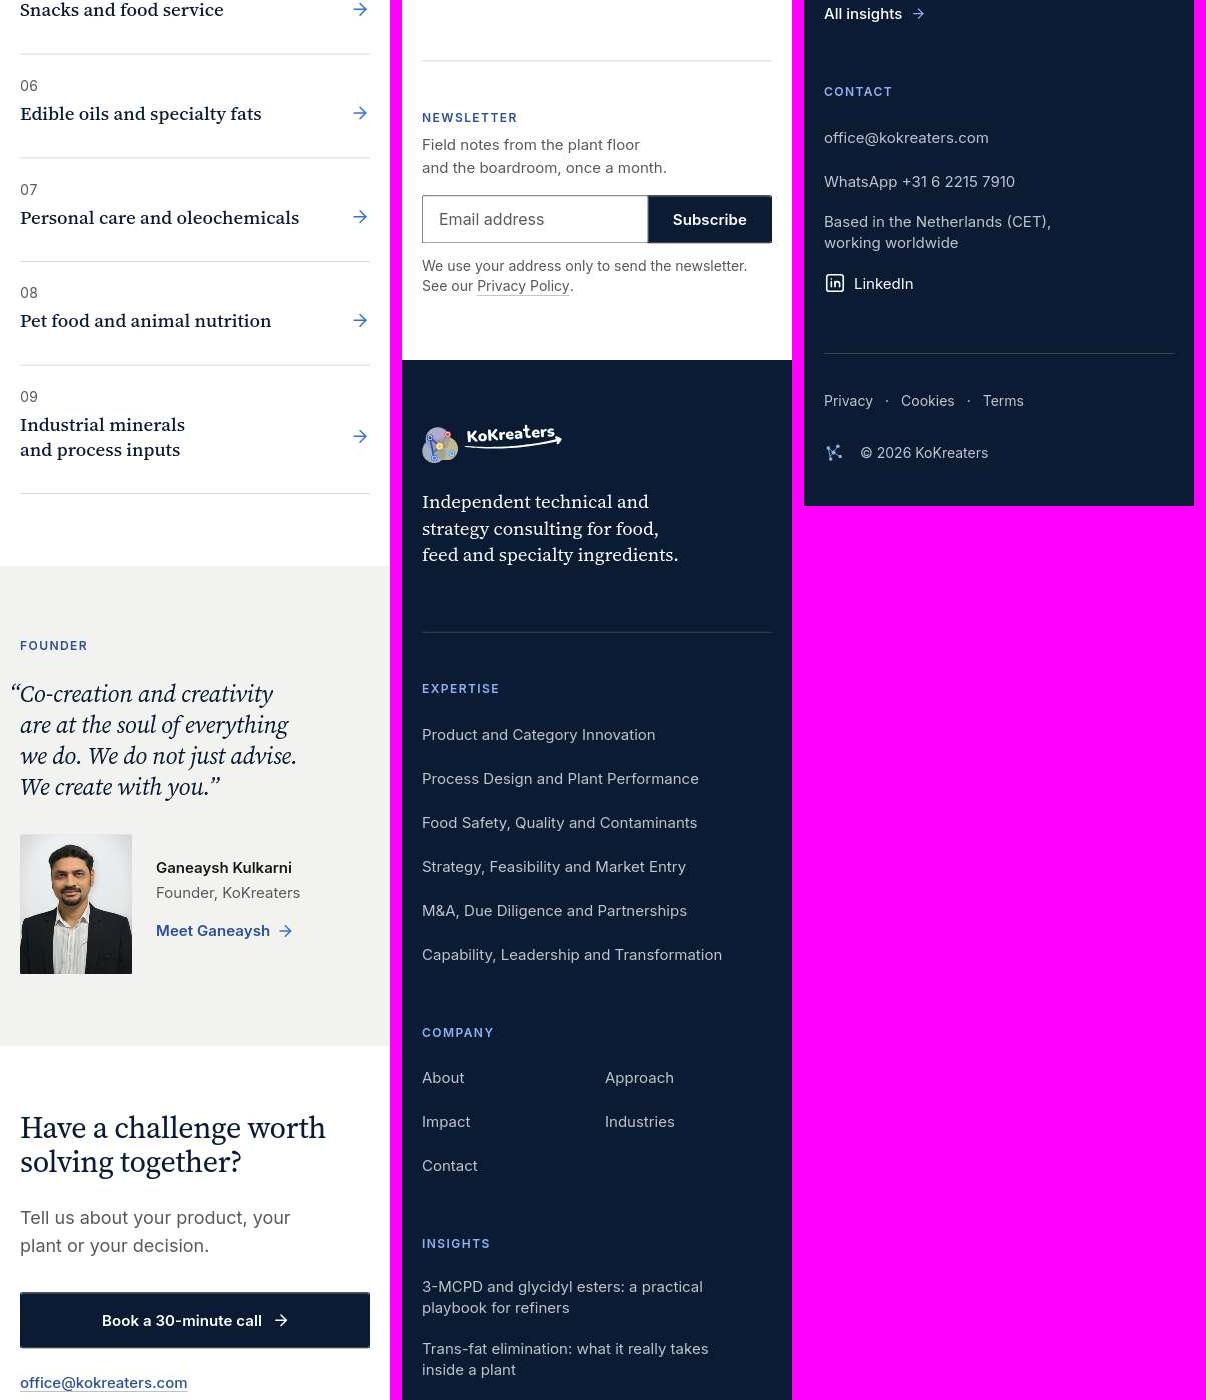 Snacks and food service
06
Edible oils and specialty fats
07
Personal care and oleochemicals
08
Pet food and animal nutrition
09
Industrial minerals
and process inputs
FOUNDER
“Co-creation and creativity
are at the soul of everything
we do. We do not just advise.
We create with you.”
Ganeaysh Kulkarni
Founder, KoKreaters
Meet Ganeaysh
Have a challenge worth
solving together?
Tell us about your product, your
plant or your decision.
Book a 30-minute call
office@kokreaters.com
NEWSLETTER
Field notes from the plant floor
and the boardroom, once a month.
Email address
Subscribe
We use your address only to send the newsletter.
See our Privacy Policy.
KoKreaters
Independent technical and
strategy consulting for food,
feed and specialty ingredients.
EXPERTISE
Product and Category Innovation
Process Design and Plant Performance
Food Safety, Quality and Contaminants
Strategy, Feasibility and Market Entry
M&A, Due Diligence and Partnerships
Capability, Leadership and Transformation
COMPANY
About Approach
Impact Industries
Contact
INSIGHTS
3-MCPD and glycidyl esters: a practical
playbook for refiners
Trans-fat elimination: what it really takes
inside a plant
All insights
CONTACT
office@kokreaters.com
WhatsApp +31 6 2215 7910
Based in the Netherlands (CET),
working worldwide
LinkedIn
Privacy · Cookies · Terms
© 2026 KoKreaters